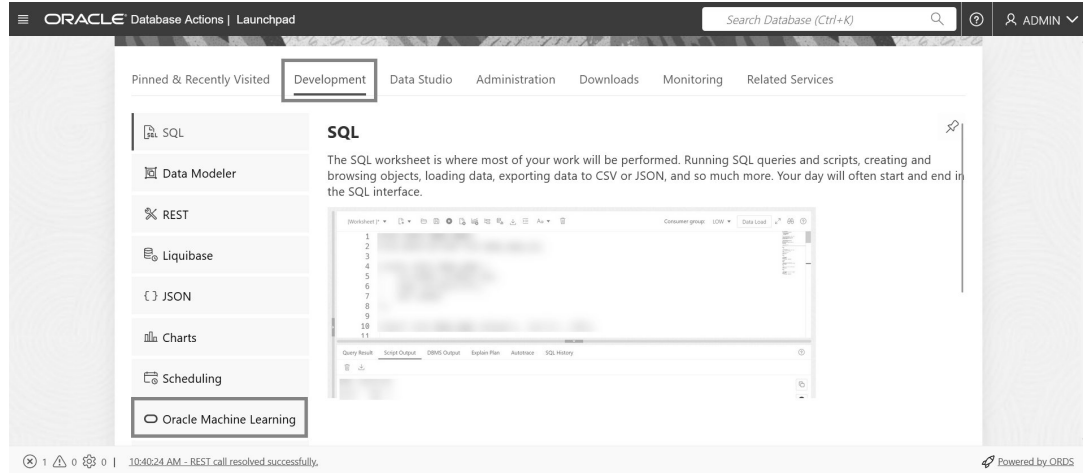 ORACLE Database Actions | Launchpad
Search Database (Ctrl+K)
ADMIN
Pinned & Recently Visited
Development
Data Studio
Administration
Downloads
Monitoring
Related Services
SQL
Data Modeler
REST
Liquibase
{} JSON
Charts
Scheduling
Oracle Machine Learning
SQL
The SQL worksheet is where most of your work will be performed. Running SQL queries and scripts, creating and
browsing objects, loading data, exporting data to CSV or JSON, and so much more. Your day will often start and end in
the SQL interface.
[Worksheet]*
Aa
Consumer group: LOW
Data Load
1
2
3
4
5
6
7
8
9
10
11
Query Result
Script Output
DBMS Output
Explain Plan
Autotrace
SQL History
1 0 0 | 10:40:24 AM - REST call resolved successfully.
Powered by ORDS